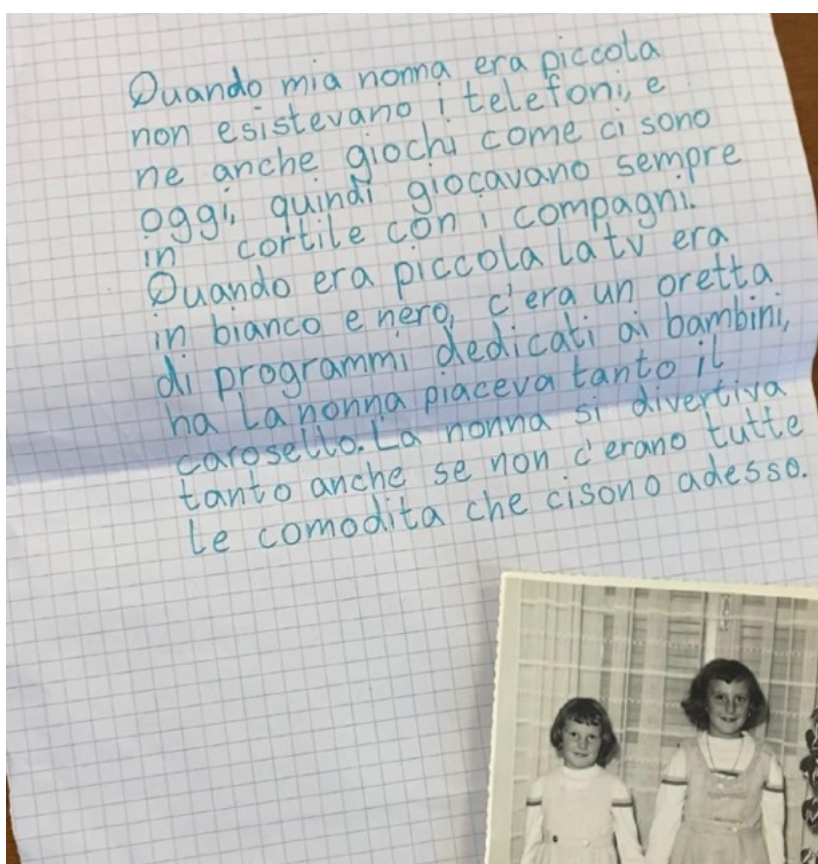 Quando mia nonna era piccola
non esistevano i telefoni, e
ne anche giochi come ci sono
oggi, quindi giocavano sempre
in cortile con i compagni.
Quando era piccola la tv era
in bianco e nero, c'era un oretta
di programmi dedicati ai bambini,
ha la nonna piaceva tanto il
carosello. La nonna si divertiva
tanto anche se non c'erano tutte
le comodita che cisono adesso.